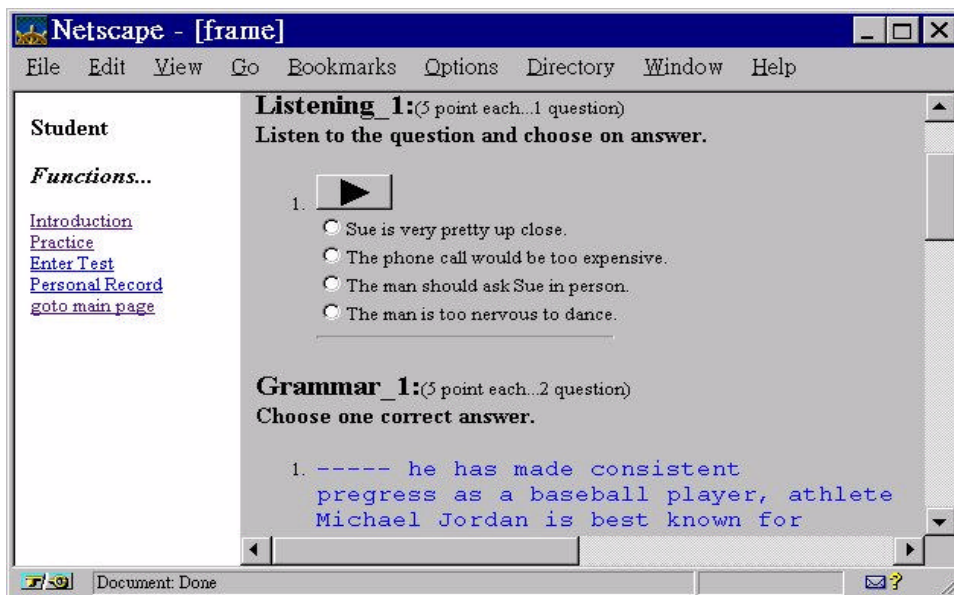 Netscape - [frame]
File Edit View Go Bookmarks Options Directory Window Help
Student
Functions...
Introduction
Practice
Enter Test
Personal Record
goto main page
Listening_1:(5 point each...1 question)
Listen to the question and choose on answer.
1.
Sue is very pretty up close.
The phone call would be too expensive.
The man should ask Sue in person.
The man is too nervous to dance.
Grammar_1:(5 point each...2 question)
Choose one correct answer.
1. ----- he has made consistent
pregress as a baseball player, athlete
Michael Jordan is best known for
Document: Done